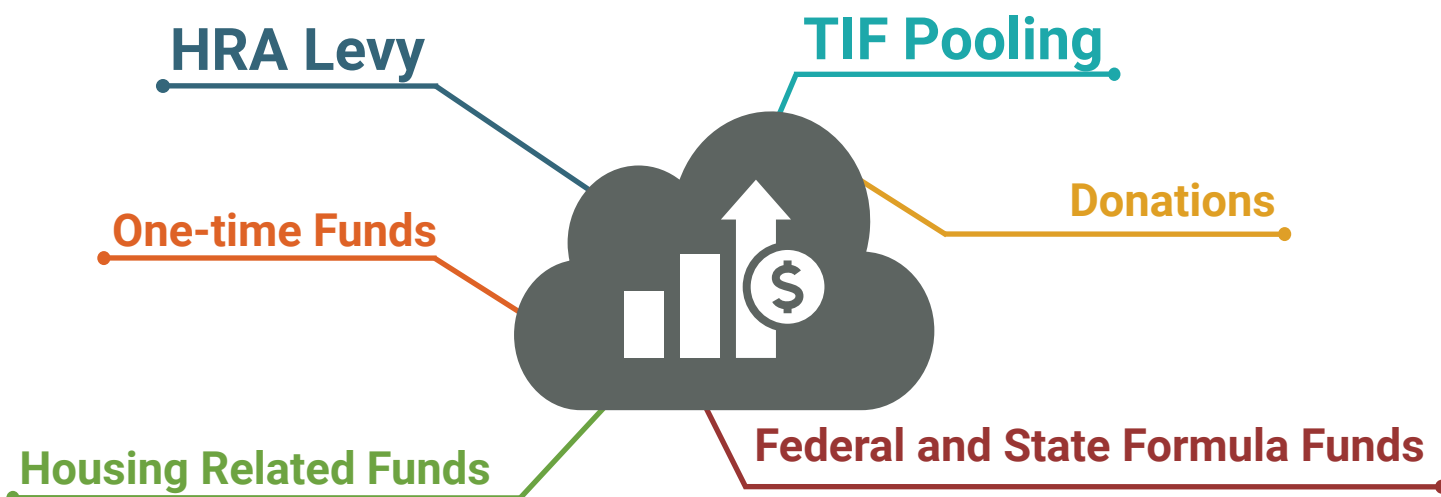 HRA Levy
TIF Pooling
One-time Funds
Donations
$
Housing Related Funds
Federal and State Formula Funds